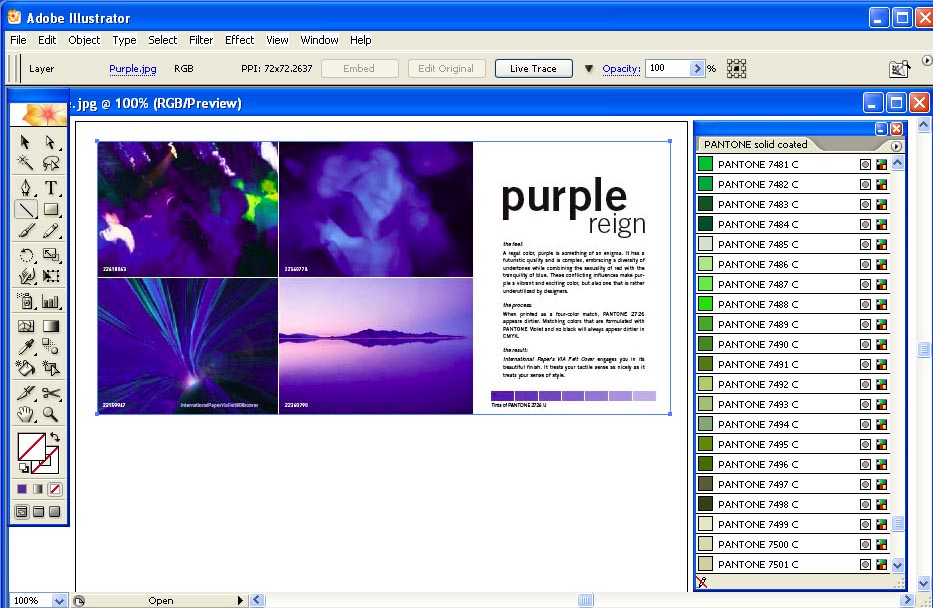 Adobe Illustrator
File Edit Object Type Select Filter Effect View Window Help
Layer Purple.jpg RGB PPI: 72x72.2637 Embed Edit Original Live Trace Opacity: 100 %
.jpg @ 100% (RGB/Preview)
PANTONE solid coated
PANTONE 7481 C
PANTONE 7482 C
PANTONE 7483 C
PANTONE 7484 C
PANTONE 7485 C
PANTONE 7486 C
PANTONE 7487 C
PANTONE 7488 C
PANTONE 7489 C
PANTONE 7490 C
PANTONE 7491 C
PANTONE 7492 C
PANTONE 7493 C
PANTONE 7494 C
PANTONE 7495 C
PANTONE 7496 C
PANTONE 7497 C
PANTONE 7498 C
PANTONE 7499 C
PANTONE 7500 C
PANTONE 7501 C
purple
reign
the feel:
A regal color, purple is something of an enigma. It has a
futuristic quality and is complex, embracing a diversity of
undertones while combining the sexuality of red with the
tranquility of blue. These conflicting influences make pur-
ple a vibrant and exciting color, but also one that is rather
underutilized by designers.
the process:
When printed as a four-color match, PANTONE 2726
appears dirtier. Matching colors that are formulated with
PANTONE Violet and no black will always appear dirtier in
CMYK.
the result:
International Paper's VIA Felt Cover engages you in its
beautiful finish. It treats your tactile sense as nicely as it
treats your sense of style.
Tints of PANTONE 2726 U
22360790
T
100% Open